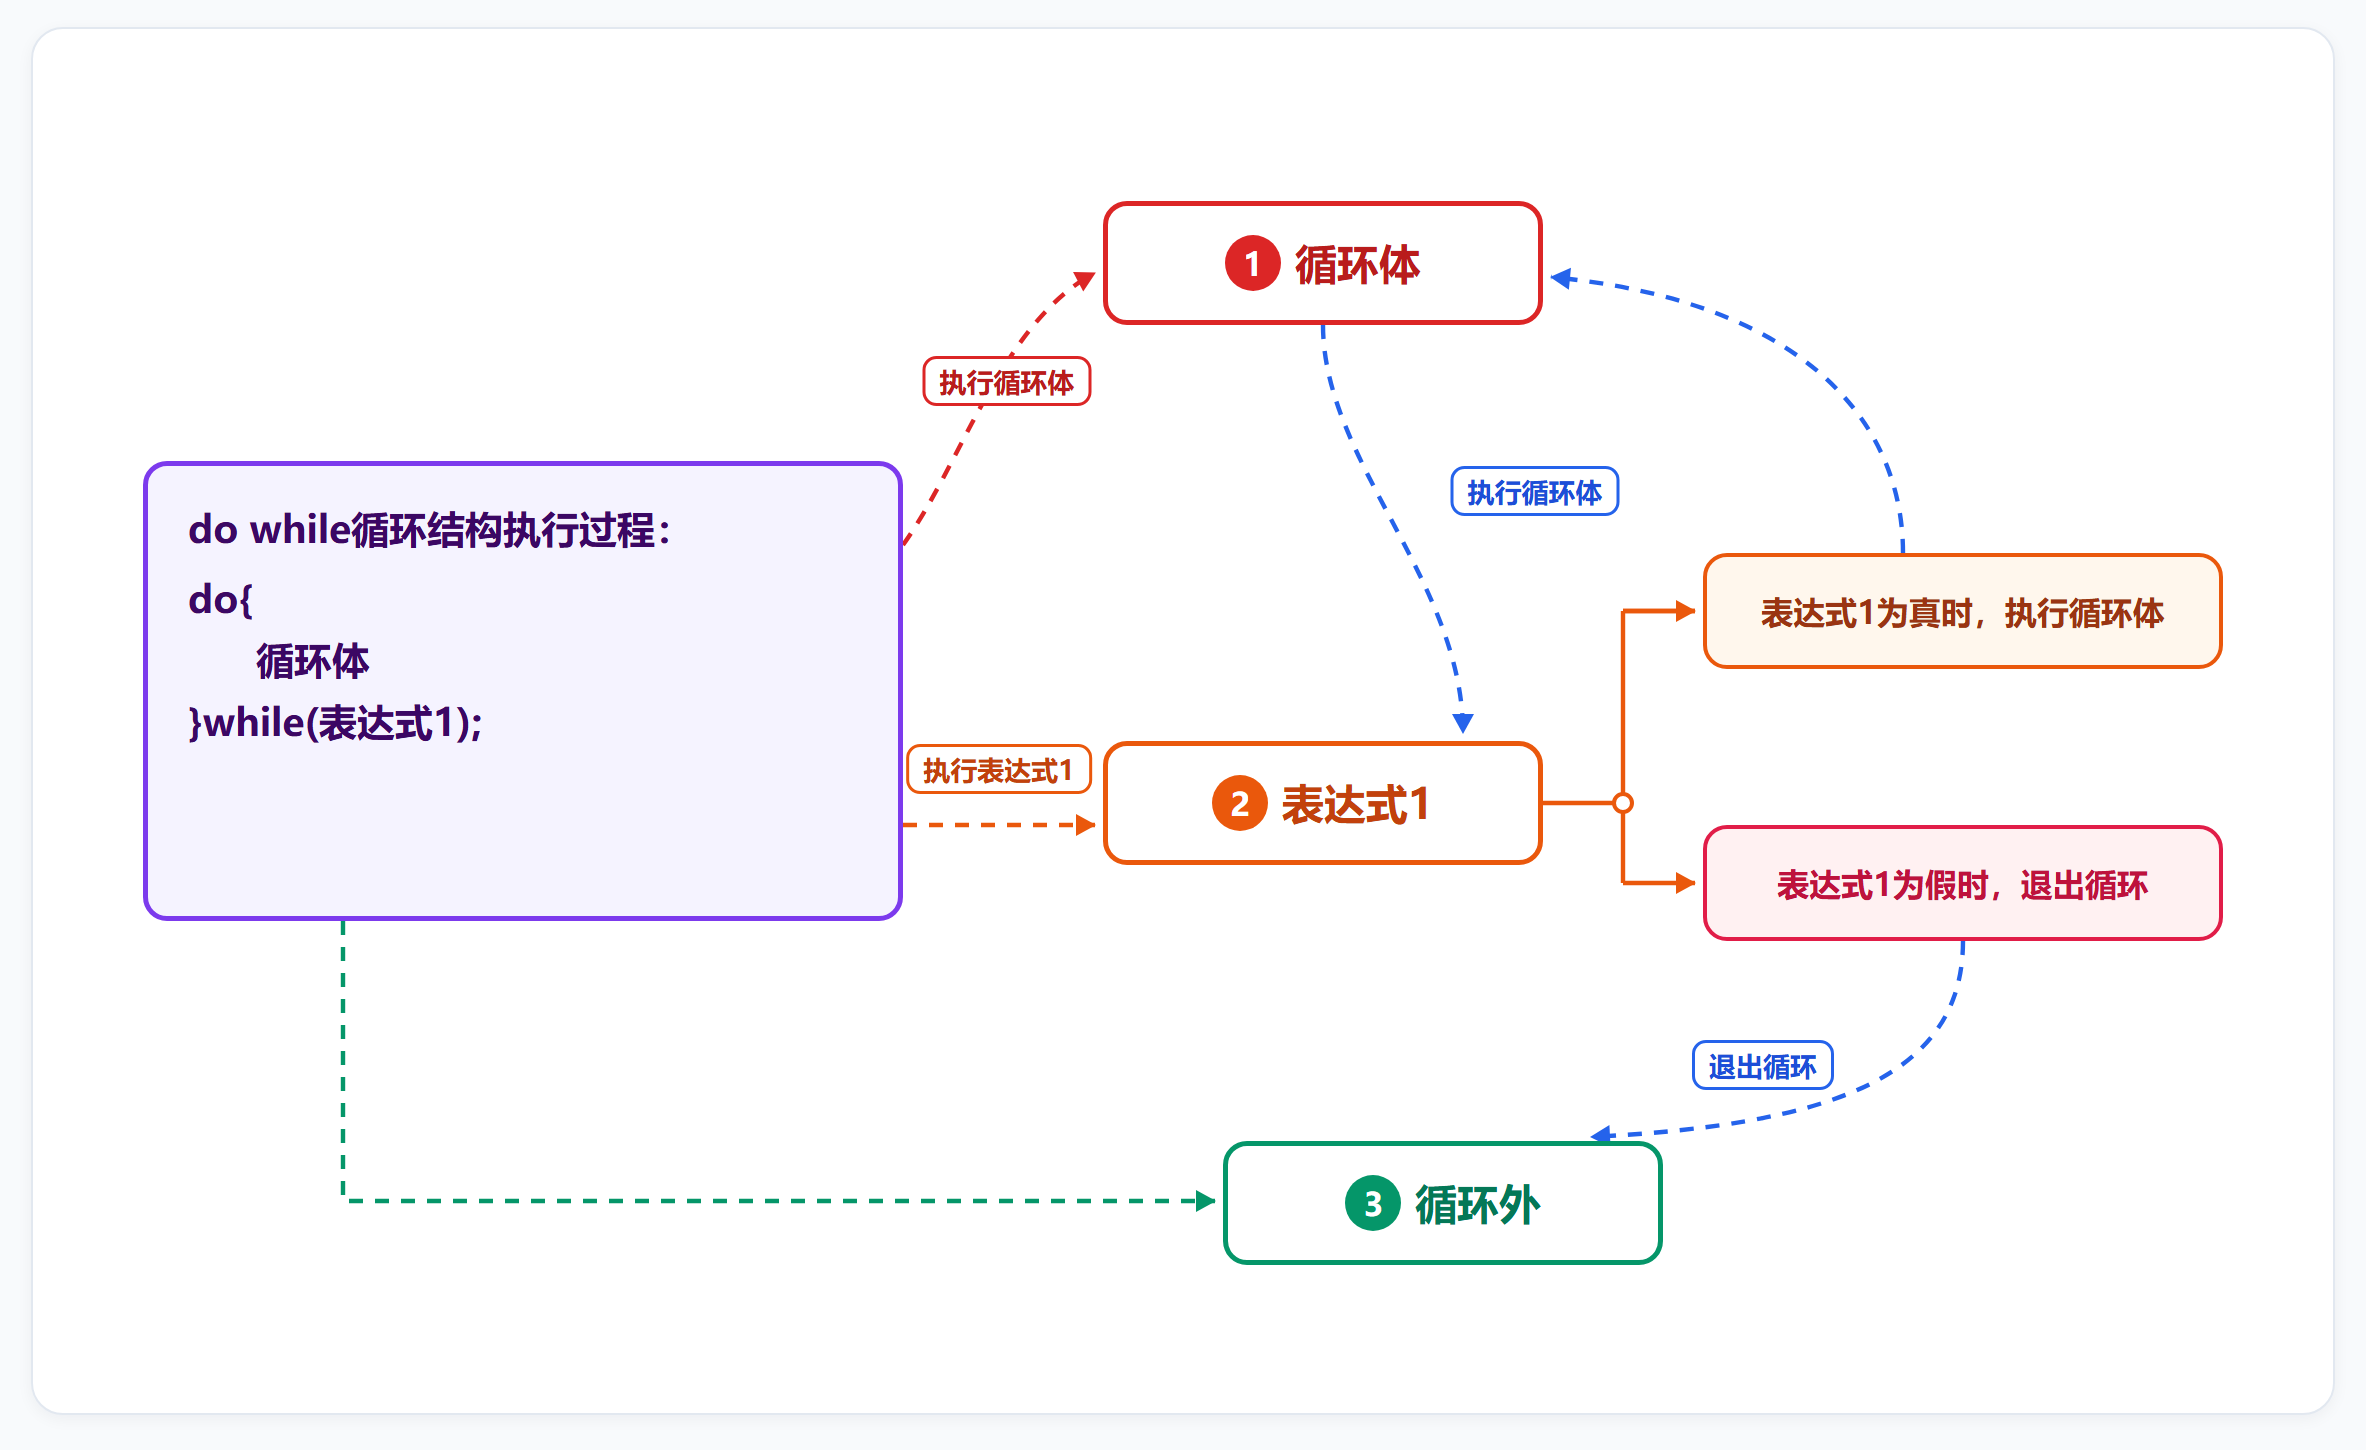 do while循环结构执行过程：
do{
循环体
}while(表达式1);
执行循环体
1 循环体
执行循环体
执行表达式1
2 表达式1
表达式1为真时，执行循环体
表达式1为假时，退出循环
退出循环
3 循环外